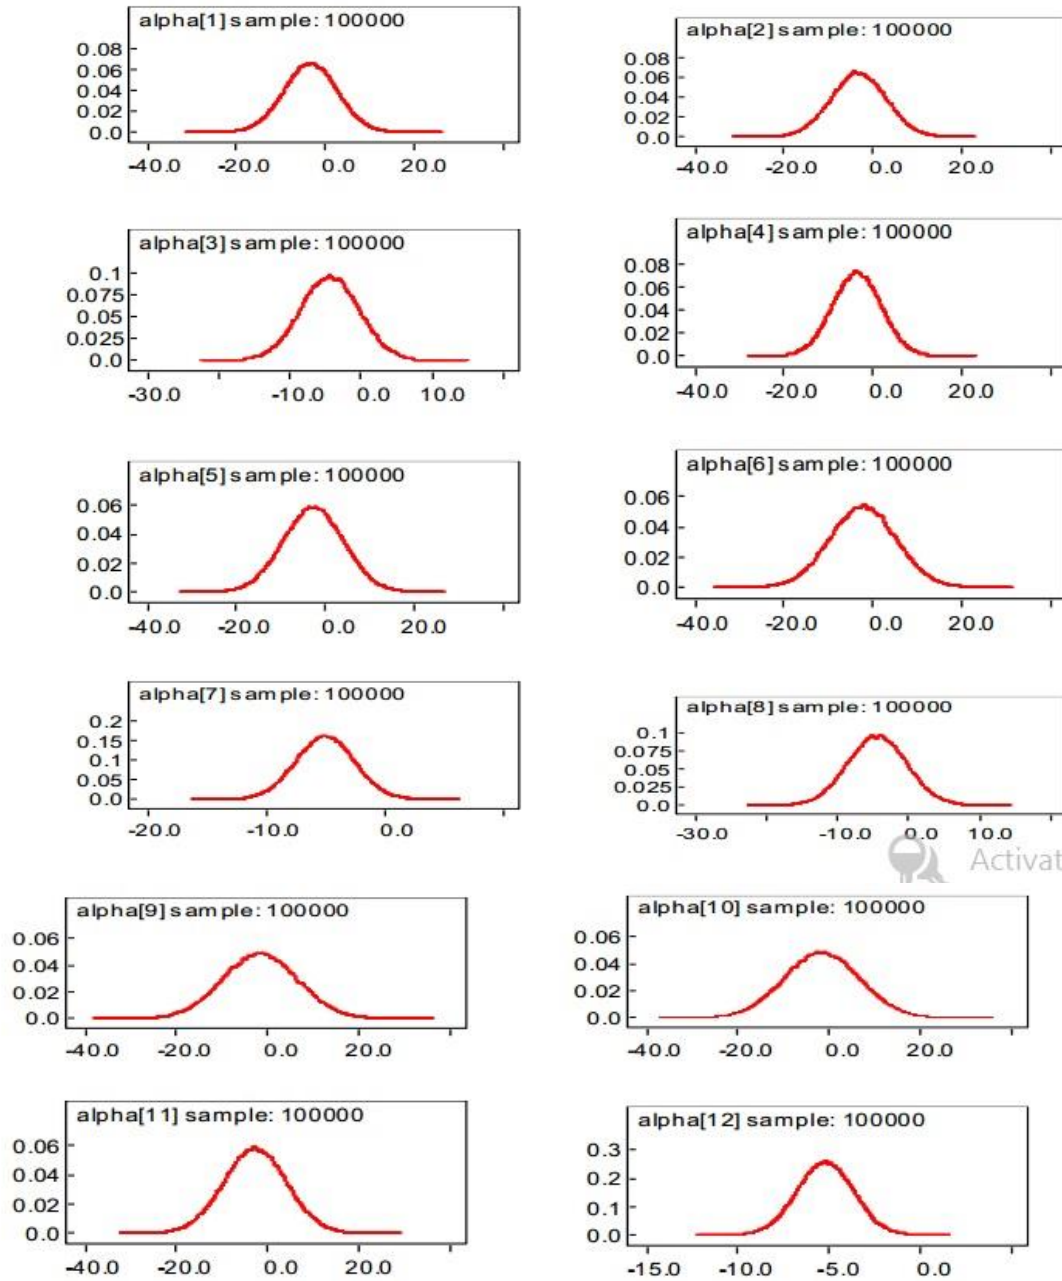 alpha[1] sample: 100000
0.08
0.06
0.04
0.02
0.0
-40.0 -20.0 0.0 20.0
alpha[2] sample: 100000
0.08
0.06
0.04
0.02
0.0
-40.0 -20.0 0.0 20.0
alpha[3] sample: 100000
0.1
0.075
0.05
0.025
0.0
-30.0 -10.0 0.0 10.0
alpha[4] sample: 100000
0.08
0.06
0.04
0.02
0.0
-40.0 -20.0 0.0 20.0
alpha[5] sample: 100000
0.06
0.04
0.02
0.0
-40.0 -20.0 0.0 20.0
alpha[6] sample: 100000
0.06
0.04
0.02
0.0
-40.0 -20.0 0.0 20.0
alpha[7] sample: 100000
0.2
0.15
0.1
0.05
0.0
-20.0 -10.0 0.0
alpha[8] sample: 100000
0.1
0.075
0.05
0.025
0.0
-30.0 -10.0 0.0 10.0
Activat
alpha[9] sample: 100000
0.06
0.04
0.02
0.0
-40.0 -20.0 0.0 20.0
alpha[10] sample: 100000
0.06
0.04
0.02
0.0
-40.0 -20.0 0.0 20.0
alpha[11] sample: 100000
0.06
0.04
0.02
0.0
-40.0 -20.0 0.0 20.0
alpha[12] sample: 100000
0.3
0.2
0.1
0.0
-15.0 -10.0 -5.0 0.0